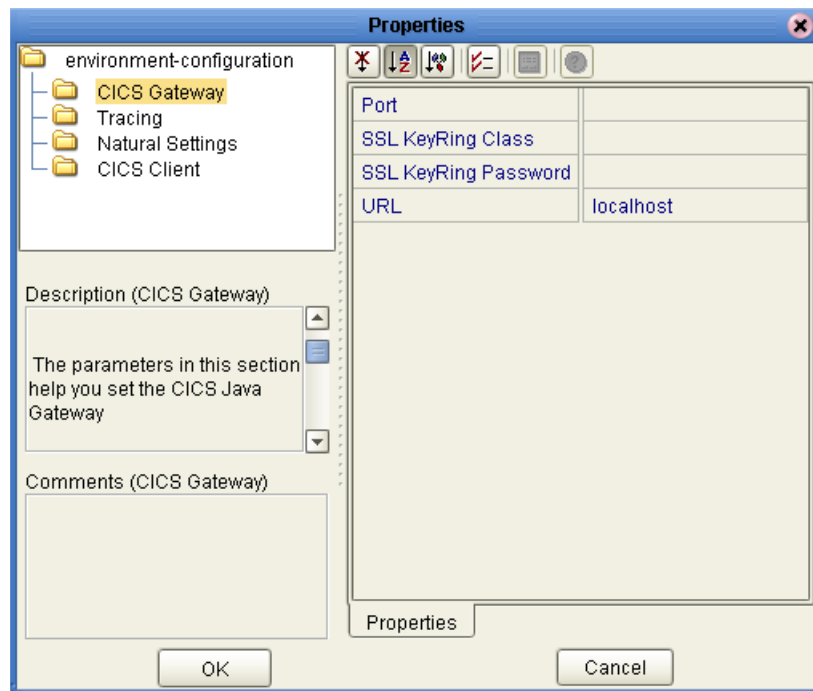 Properties
environment-configuration
CICS Gateway
Tracing
Natural Settings
CICS Client
Description (CICS Gateway)
The parameters in this section
help you set the CICS Java
Gateway
Comments (CICS Gateway)
Port
SSL KeyRing Class
SSL KeyRing Password
URL localhost
Properties
OK
Cancel